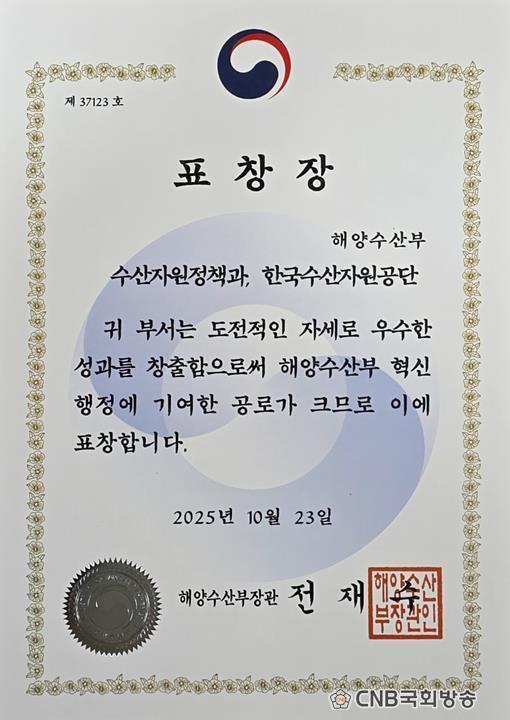 제 37123 호
표 창 장
해양수산부
수산자원정책과, 한국수산자원공단
귀 부서는 도전적인 자세로 우수한
성과를 창출함으로써 해양수산부 혁신
행정에 기여한 공로가 크므로 이에
표창합니다.
2025년 10월 23일
해양수산부장관 전 재 수
해양수산
부장관인
CNB국회방송